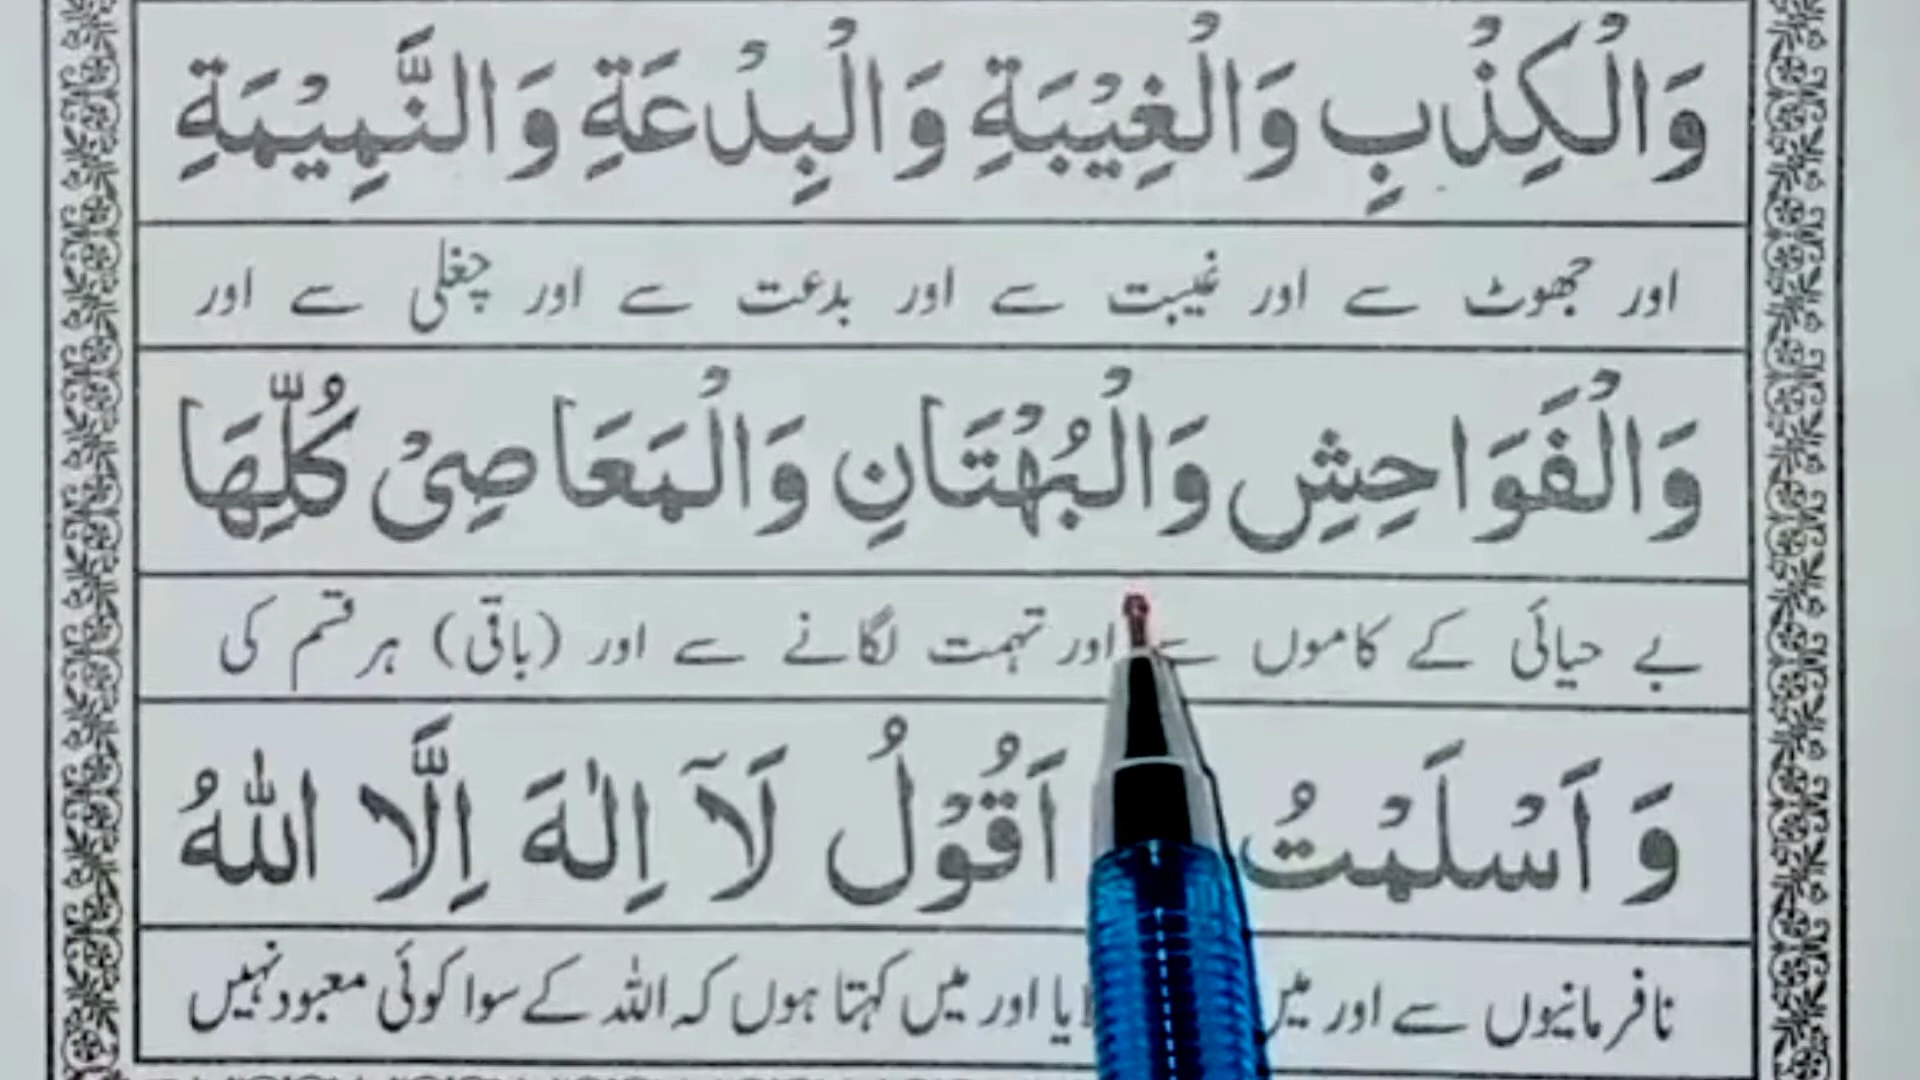 وَالْكِذْبِ وَالْغِيْبَةِ وَالْبِدْعَةِ وَالنَّمِيْمَةِ
اور جھوٹ سے اور غیبت سے اور بدعت سے اور چغلی سے اور
وَالْفَوَاحِشِ وَالْبُهْتَانِ وَالْمَعَاصِیْ كُلِّهَا
بے حیائی کے کاموں سے اور تہمت لگانے سے اور (باقی) ہر قسم کی
وَ اَسْلَمْتُ اَقُوْلُ لَآ اِلٰهَ اِلَّا اللّٰهُ
نافرمانیوں سے اور میں اور میں کہتا ہوں کہ اللہ کے سوا کوئی معبود نہیں